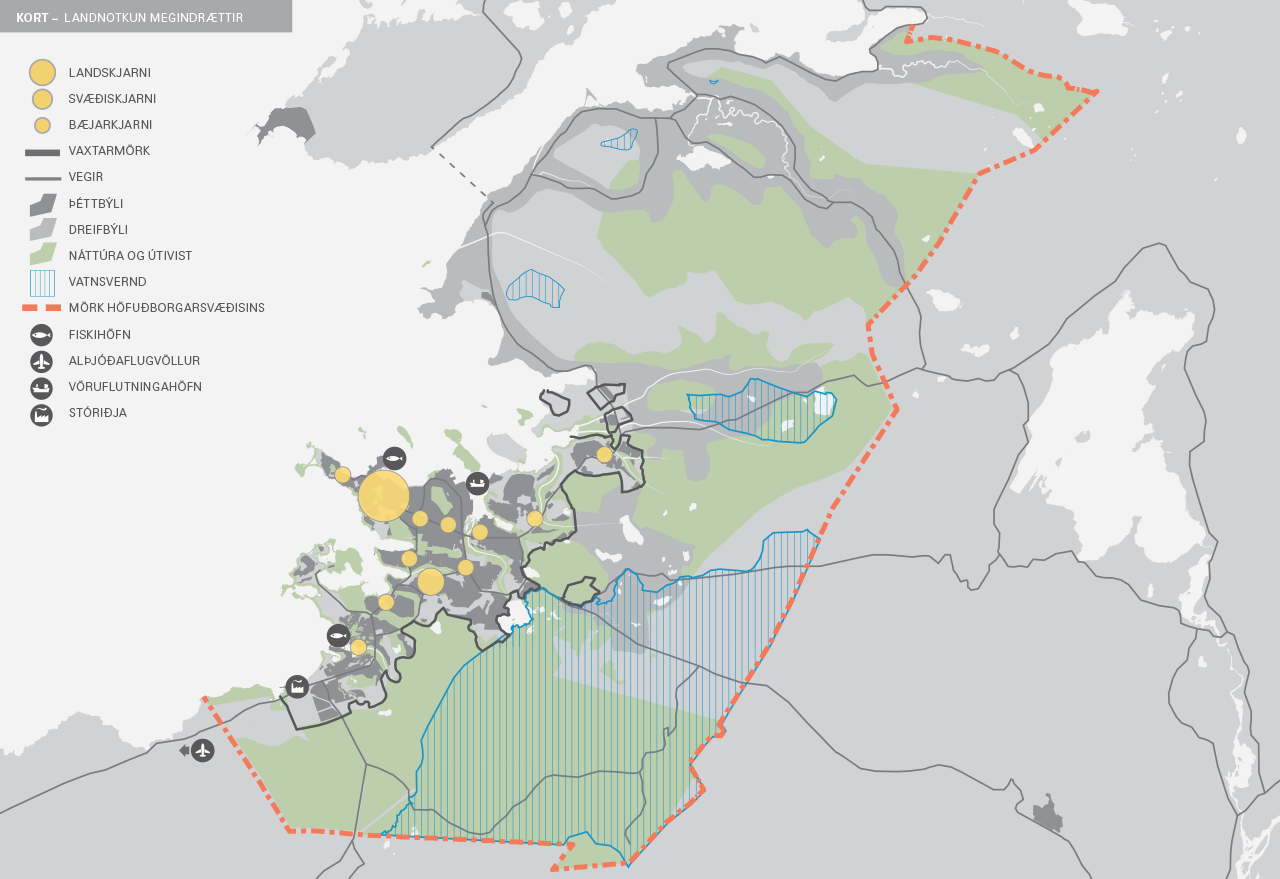 KORT – LANDNOTKUN MEGINDRÆTTIR
LANDSKJARNI
SVÆÐISKJARNI
BÆJARKJARNI
VAXTARMÖRK
VEGIR
ÞÉTTBÝLI
DREIFBÝLI
NÁTTÚRA OG ÚTIVIST
VATNSVERND
MÖRK HÖFUÐBORGARSVÆÐISINS
FISKIHÖFN
ALÞJÓÐAFLUGVÖLLUR
VÖRUFLUTNINGAHÖFN
STÓRIÐJA